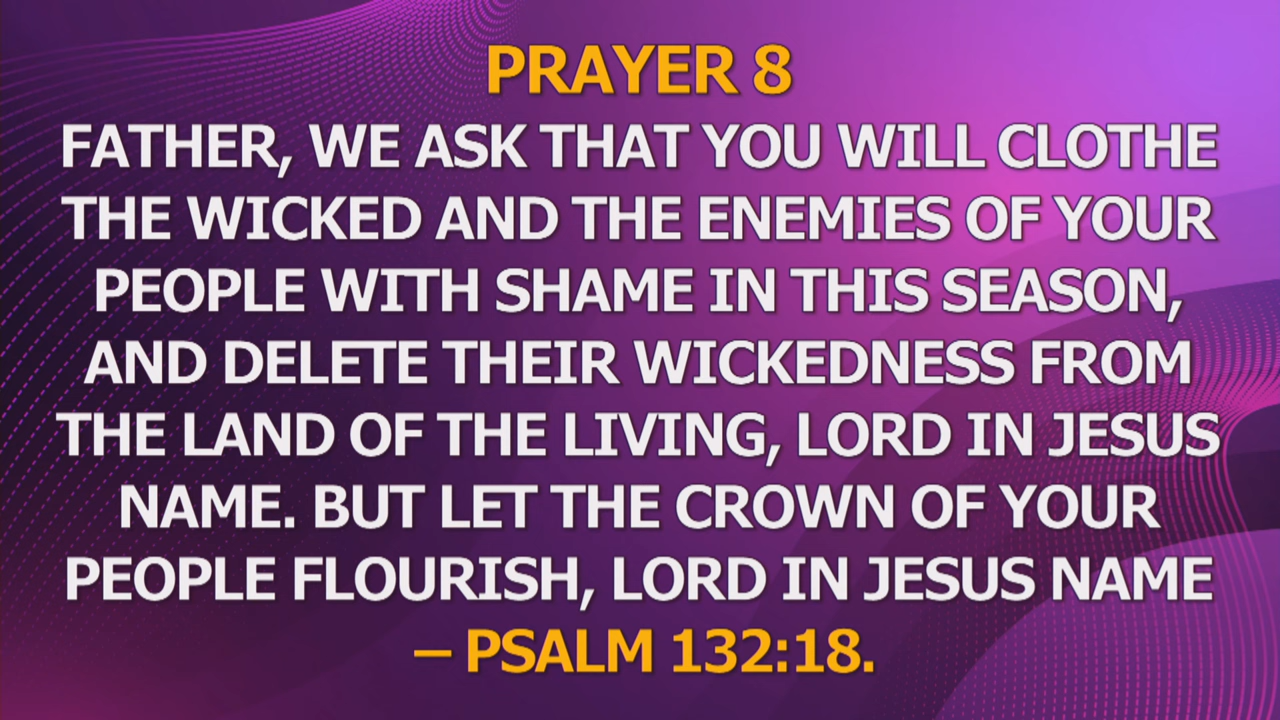 PRAYER 8
FATHER, WE ASK THAT YOU WILL CLOTHE
THE WICKED AND THE ENEMIES OF YOUR
PEOPLE WITH SHAME IN THIS SEASON,
AND DELETE THEIR WICKEDNESS FROM
THE LAND OF THE LIVING, LORD IN JESUS
NAME. BUT LET THE CROWN OF YOUR
PEOPLE FLOURISH, LORD IN JESUS NAME
– PSALM 132:18.